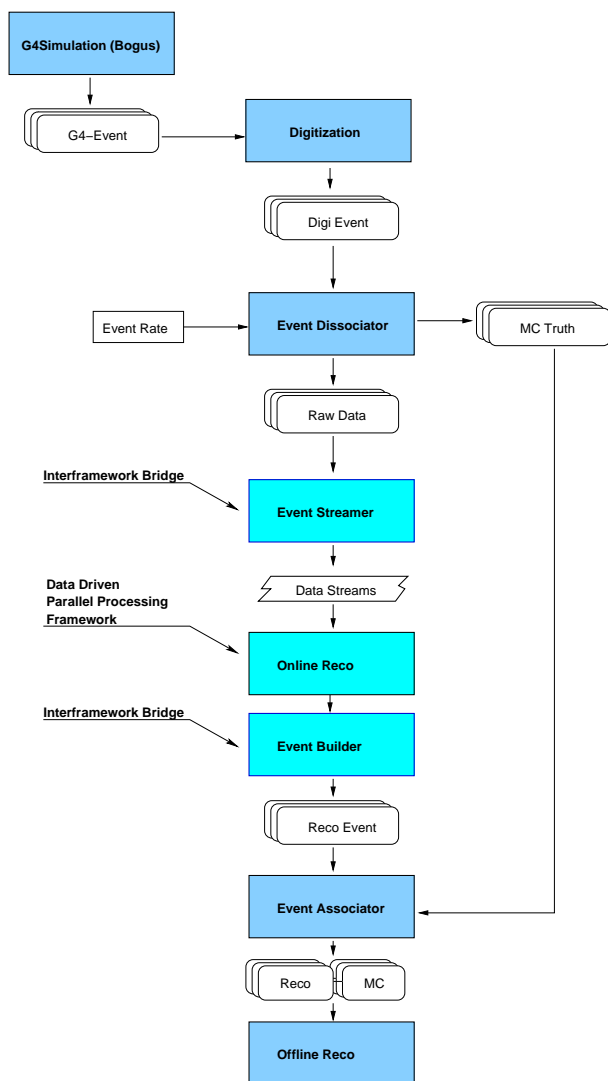 G4Simulation (Bogus)
G4−Event
Digitization
Digi Event
Event Rate
Event Dissociator
MC Truth
Raw Data
Interframework Bridge
Event Streamer
Data Streams
Data Driven
Parallel Processing
Framework
Online Reco
Interframework Bridge
Event Builder
Reco Event
Event Associator
Reco
MC
Offline Reco